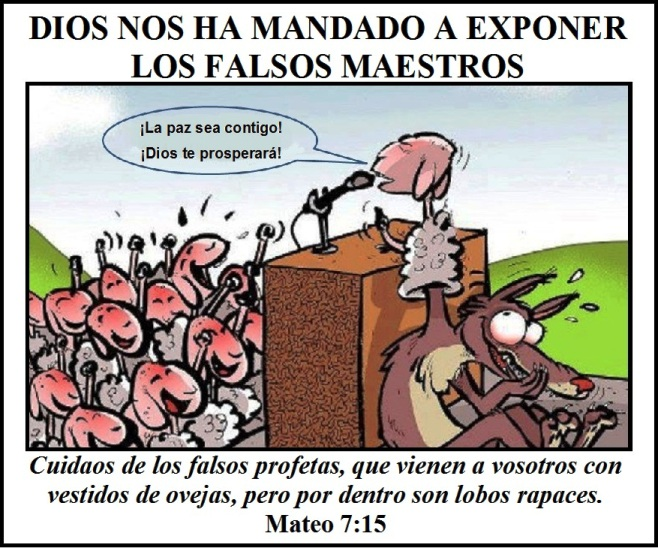 DIOS NOS HA MANDADO A EXPONER
LOS FALSOS MAESTROS
¡La paz sea contigo!
¡Dios te prosperará!
Cuidaos de los falsos profetas, que vienen a vosotros con
vestidos de ovejas, pero por dentro son lobos rapaces.
Mateo 7:15